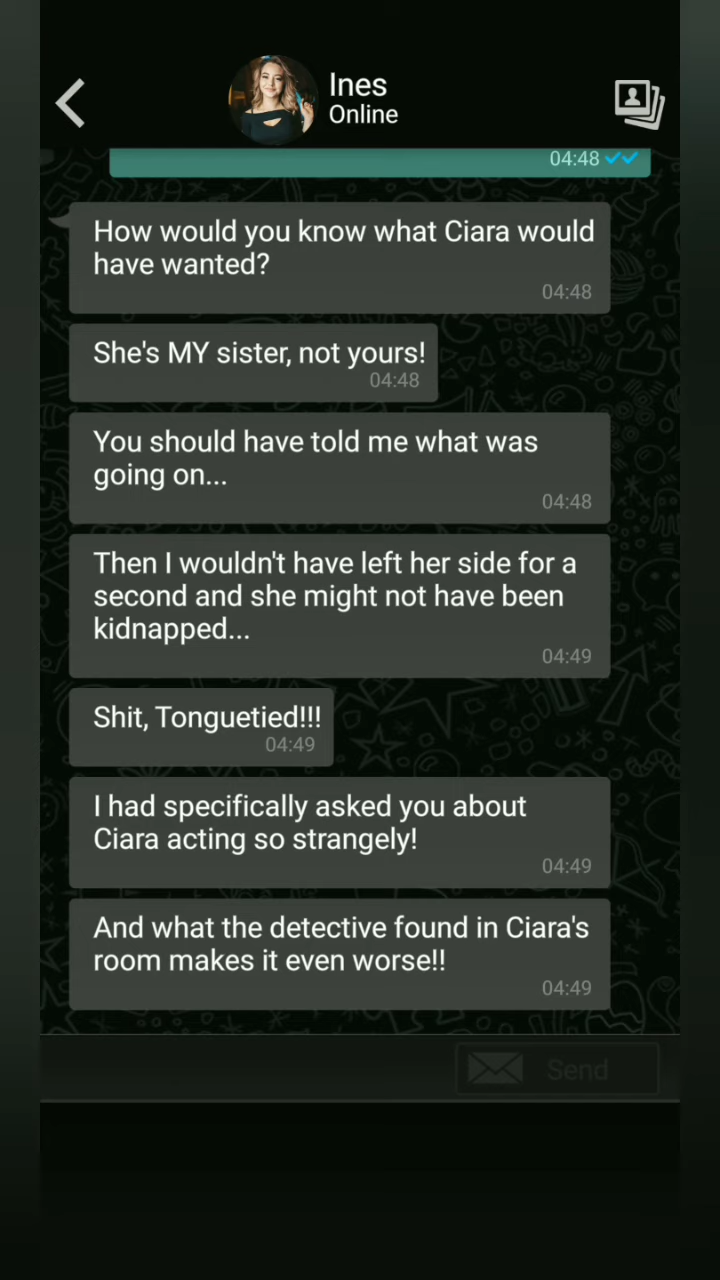 Ines
Online
04:48
How would you know what Ciara would
have wanted?
04:48
She's MY sister, not yours!
04:48
You should have told me what was
going on...
04:48
Then I wouldn't have left her side for a
second and she might not have been
kidnapped...
04:49
Shit, Tonguetied!!!
04:49
I had specifically asked you about
Ciara acting so strangely!
04:49
And what the detective found in Ciara's
room makes it even worse!!
04:49
Send